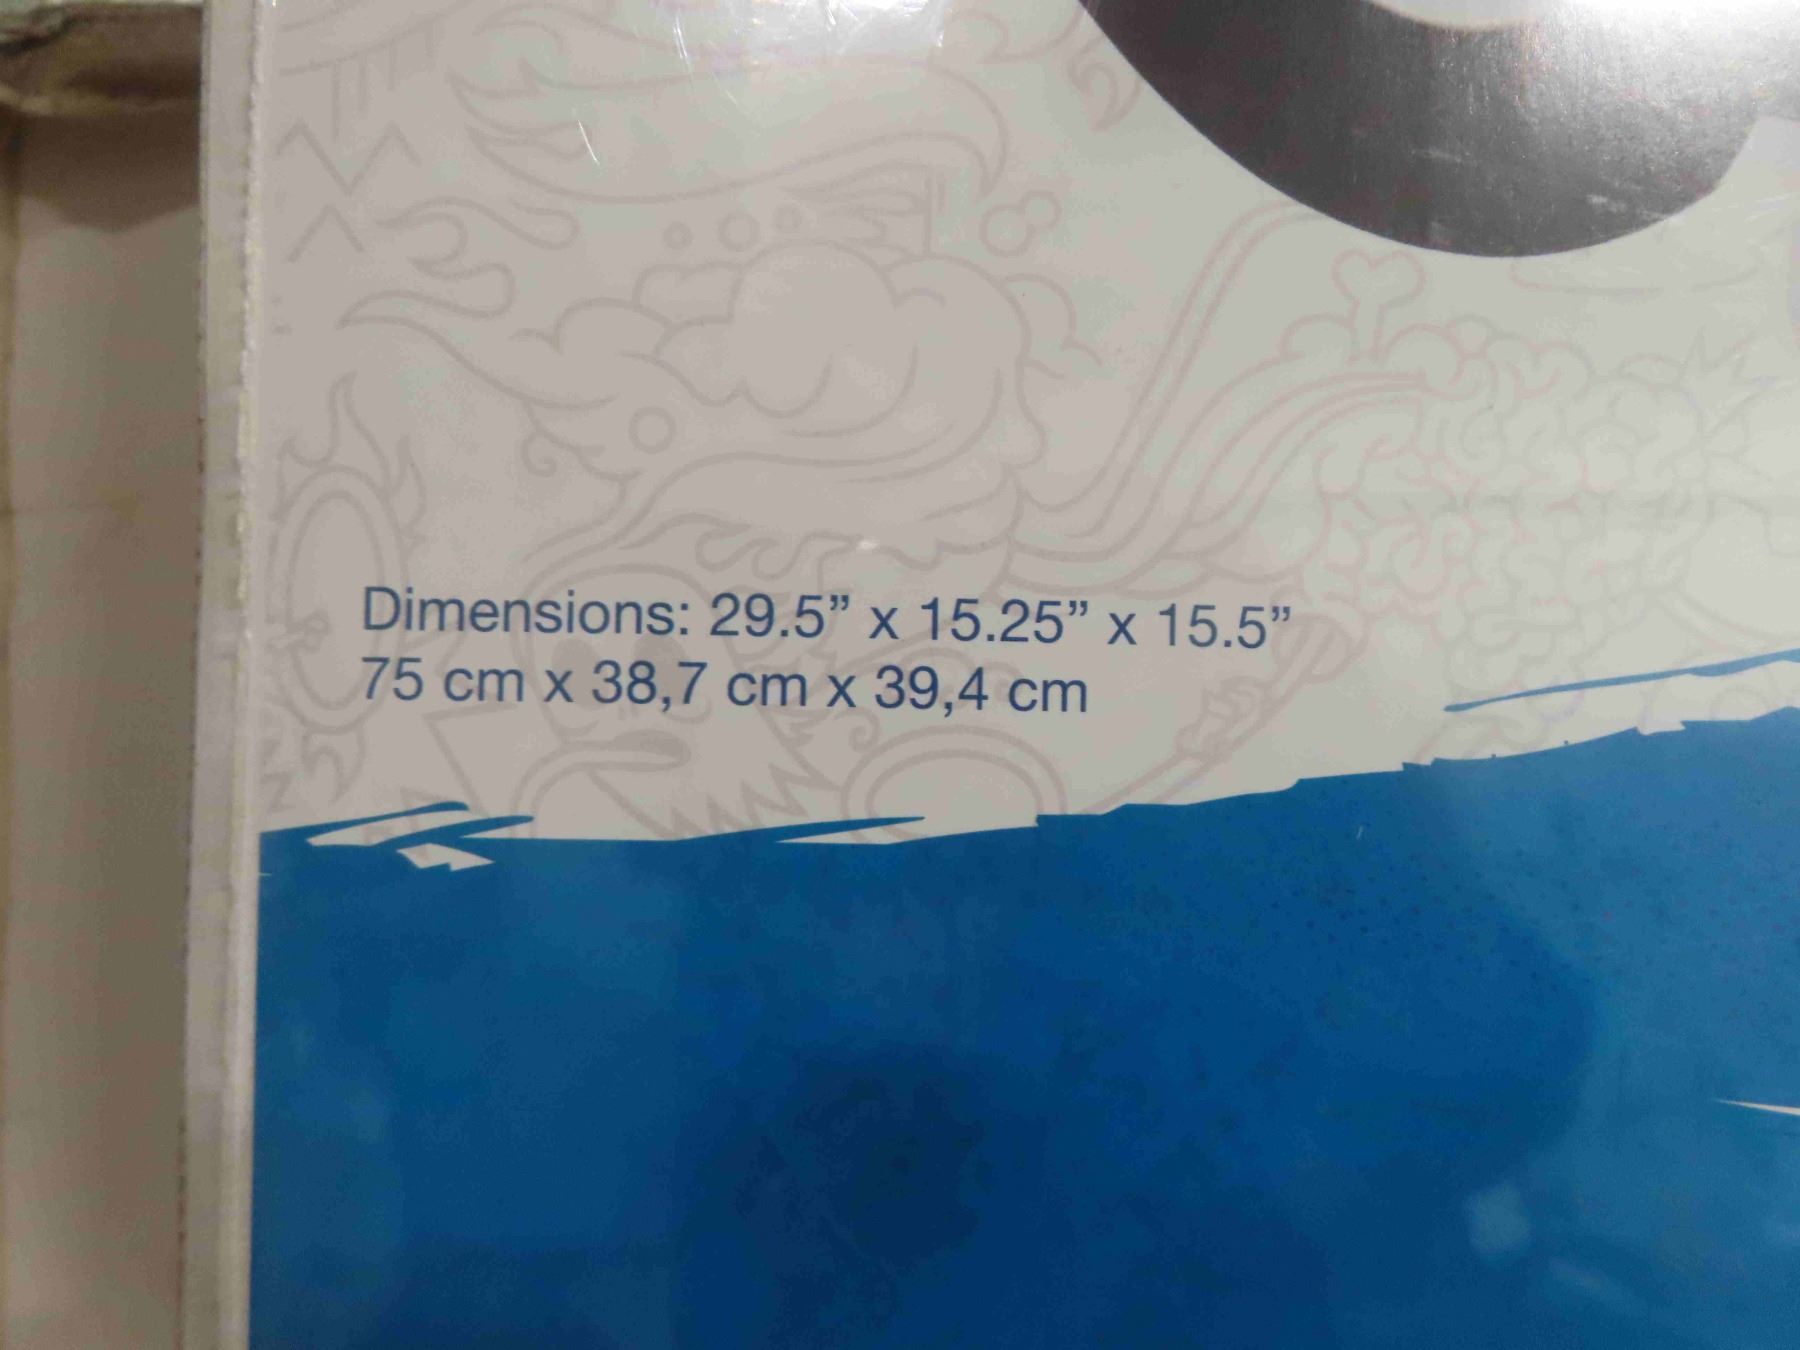 Dimensions: 29.5” x 15.25” x 15.5”
75 cm x 38,7 cm x 39,4 cm